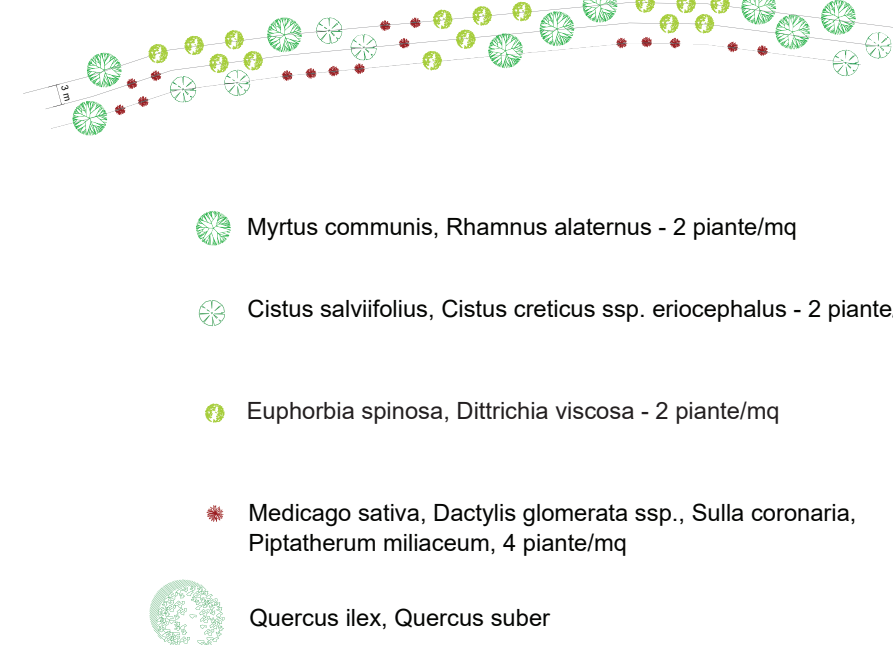 3 m
Myrtus communis, Rhamnus alaternus - 2 piante/mq
Cistus salviifolius, Cistus creticus ssp. eriocephalus - 2 piante
Euphorbia spinosa, Dittrichia viscosa - 2 piante/mq
Medicago sativa, Dactylis glomerata ssp., Sulla coronaria,
Piptatherum miliaceum, 4 piante/mq
Quercus ilex, Quercus suber